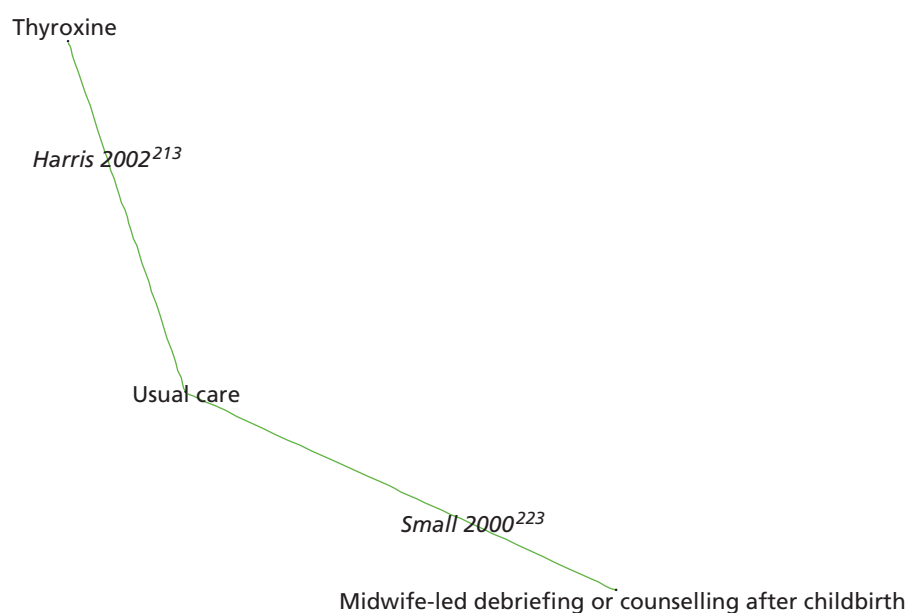 Thyroxine
Harris 2002213
Usual care
Small 2000223
Midwife-led debriefing or counselling after childbirth